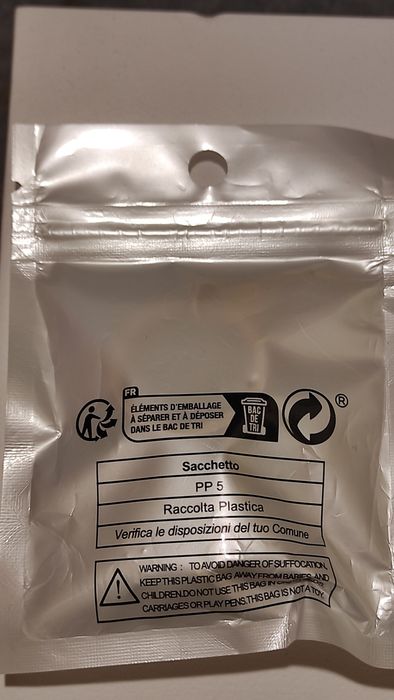 FR
ÉLÉMENTS D'EMBALLAGE
À SÉPARER ET À DÉPOSER
DANS LE BAC DE TRI
BAC
DE
TRI
®
Sacchetto
PP 5
Raccolta Plastica
Verifica le disposizioni del tuo Comune
WARNING : TO AVOID DANGER OF SUFFOCATION,
KEEP THIS PLASTIC BAG AWAY FROM BABIES AND
CHILDREN.DO NOT USE THIS BAG IN
CARRIAGES OR PLAY PENS.THIS BAG IS NOT A TOY.